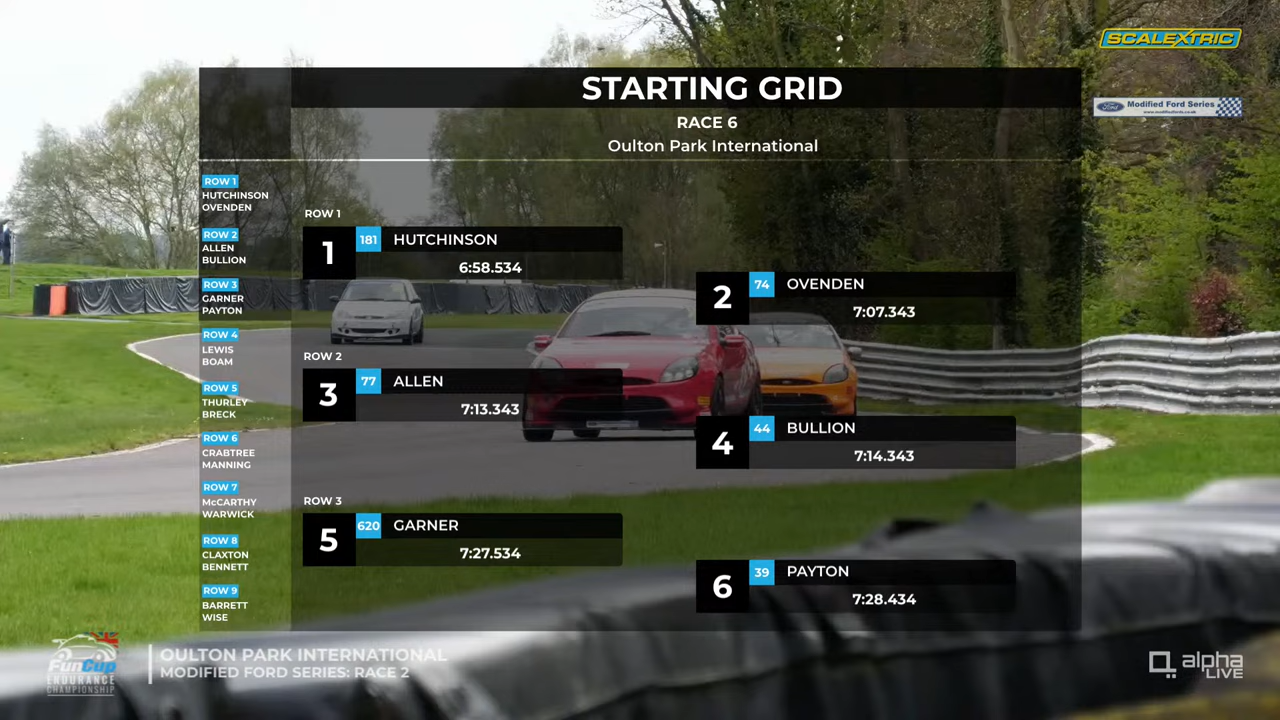 SCALEXTRIC
Ford
Modified Ford Series
www.modifiedfords.co.uk
STARTING GRID
RACE 6
Oulton Park International
ROW 1
HUTCHINSON
OVENDEN
ROW 2
ALLEN
BULLION
ROW 3
GARNER
PAYTON
ROW 4
LEWIS
BOAM
ROW 5
THURLEY
BRECK
ROW 6
CRABTREE
MANNING
ROW 7
McCARTHY
WARWICK
ROW 8
CLAXTON
BENNETT
ROW 9
BARRETT
WISE
ROW 1
1 181 HUTCHINSON
6:58.534
2 74 OVENDEN
7:07.343
ROW 2
3 77 ALLEN
7:13.343
4 44 BULLION
7:14.343
ROW 3
5 620 GARNER
7:27.534
6 39 PAYTON
7:28.434
FunCup
ENDURANCE
CHAMPIONSHIP
OULTON PARK INTERNATIONAL
MODIFIED FORD SERIES: RACE 2
alpha
LIVE